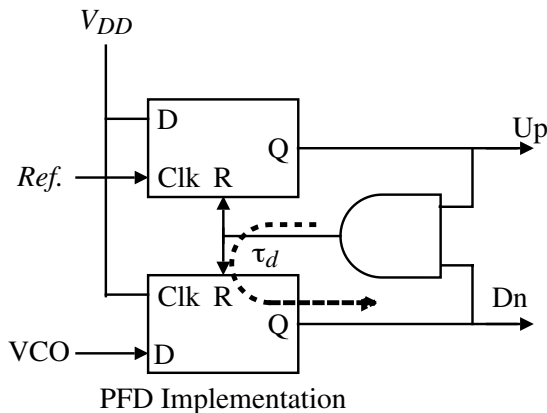 V_DD
D
Up
Q
Ref.
Clk R
τ_d
Clk R
Dn
Q
VCO
D
PFD Implementation